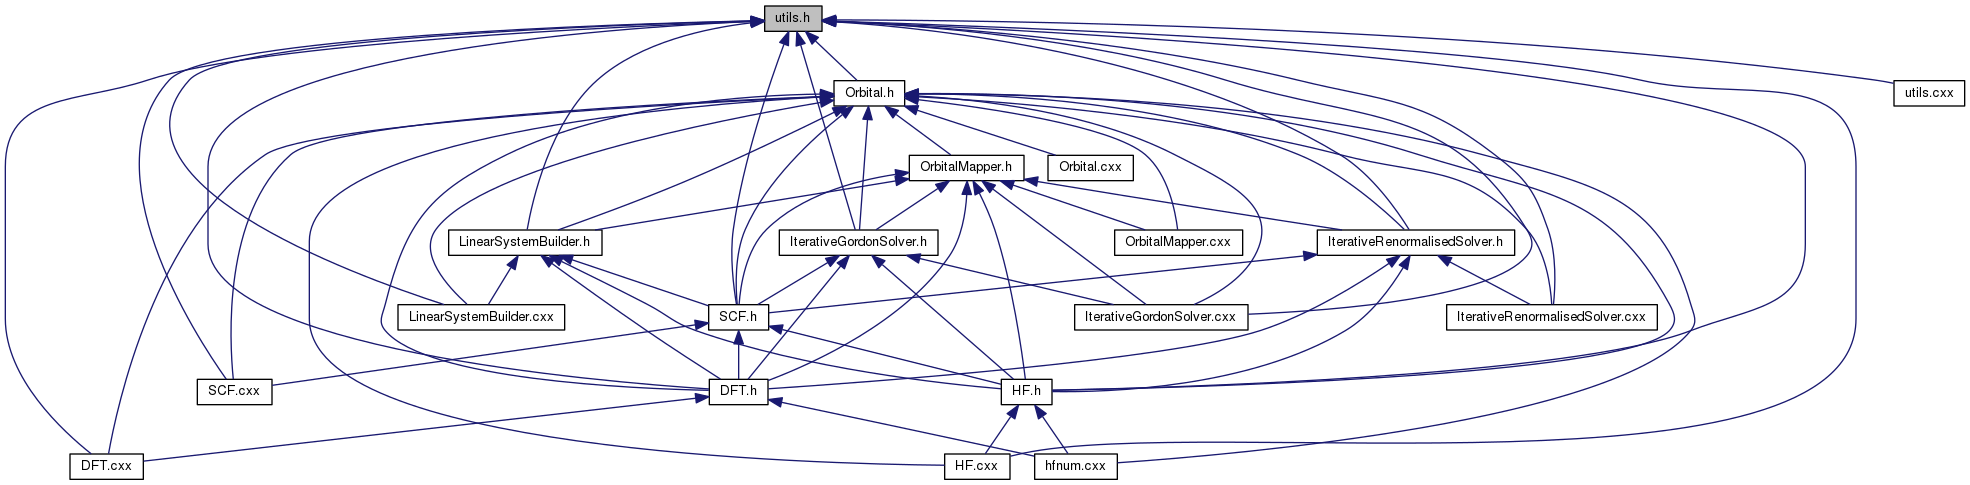 utils.h
Orbital.h
utils.cxx
OrbitalMapper.h
Orbital.cxx
LinearSystemBuilder.h
IterativeGordonSolver.h
OrbitalMapper.cxx
IterativeRenormalisedSolver.h
LinearSystemBuilder.cxx
SCF.h
IterativeGordonSolver.cxx
IterativeRenormalisedSolver.cxx
SCF.cxx
DFT.h
HF.h
DFT.cxx
HF.cxx
hfnum.cxx